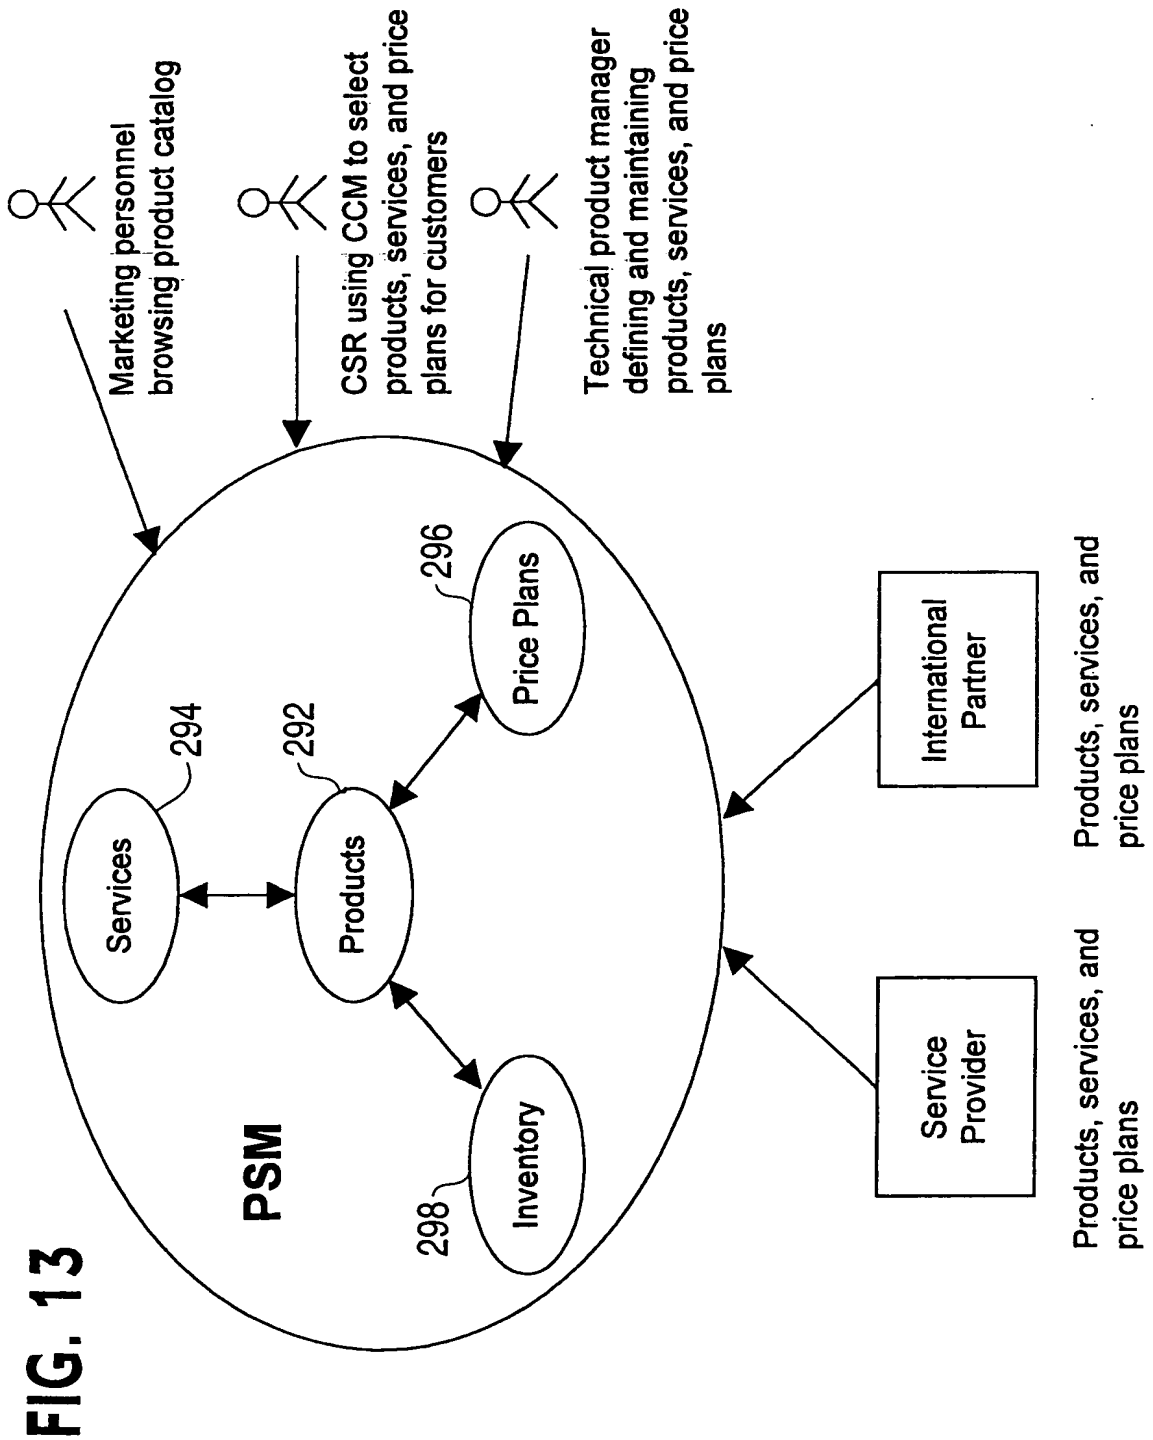 FIG. 13
PSM
Services
294
Products
292
Inventory
298
Price Plans
296
Marketing personnel
browsing product catalog
CSR using CCM to select
products, services, and price
plans for customers
Technical product manager
defining and maintaining
products, services, and price
plans
Service
Provider
Products, services, and
price plans
International
Partner
Products, services, and
price plans